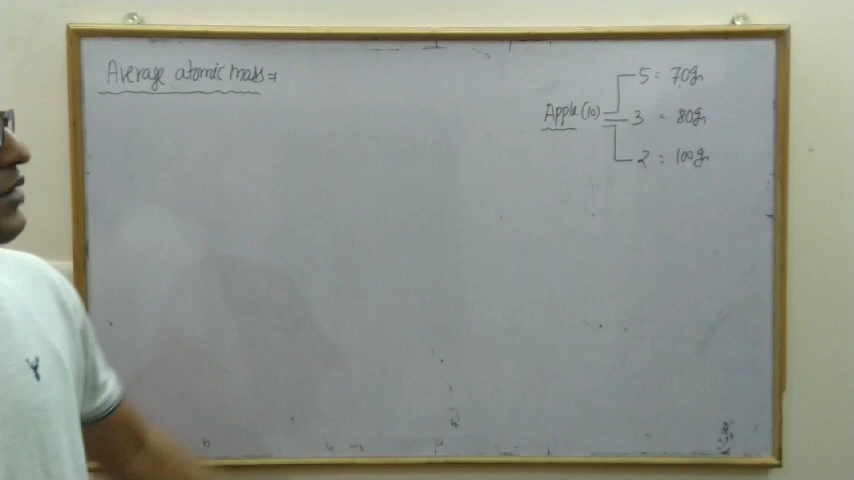 Average atomic mass =
5 = 70g
Apple (10) 3 = 80g
2 = 100g